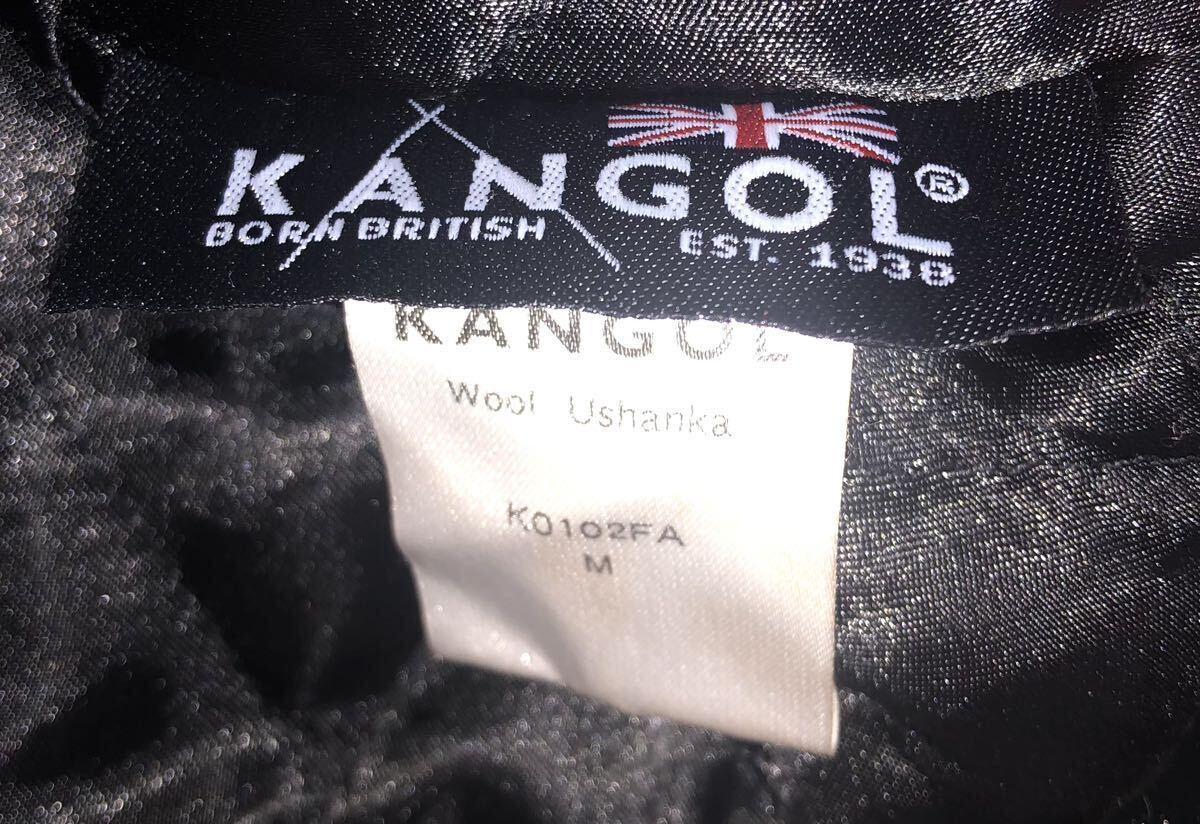 KANGOL®
BORN BRITISH
EST. 1938
KANGOL
Wool Ushanka
K0102FA
M